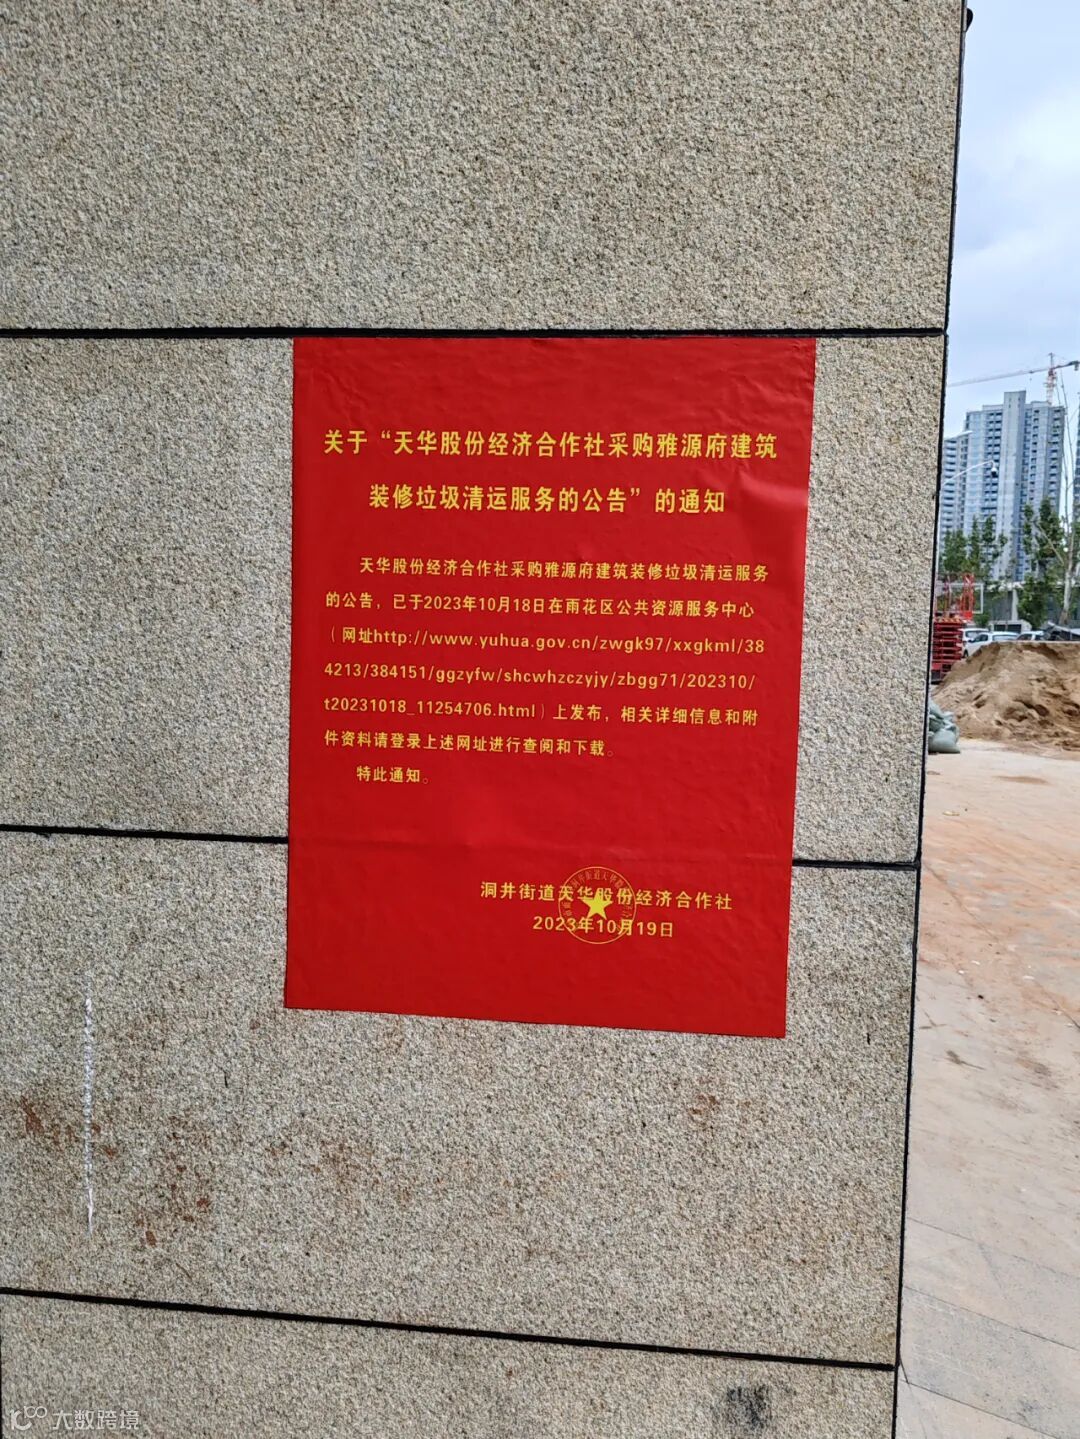 关于“天华股份经济合作社采购雅源府建筑
装修垃圾清运服务的公告”的通知
天华股份经济合作社采购雅源府建筑装修垃圾清运服务
的公告，已于2023年10月18日在雨花区公共资源服务中心
（网址http://www.yuhua.gov.cn/zwgk97/xxgkml/38
4213/384151/ggzyfw/shcwhzczyjy/zbgg71/202310/
t20231018_11254706.html）上发布，相关详细信息和附
件资料请登录上述网址进行查阅和下载。
特此通知。
洞井街道天华股份经济合作社
2023年10月19日
大数跨境